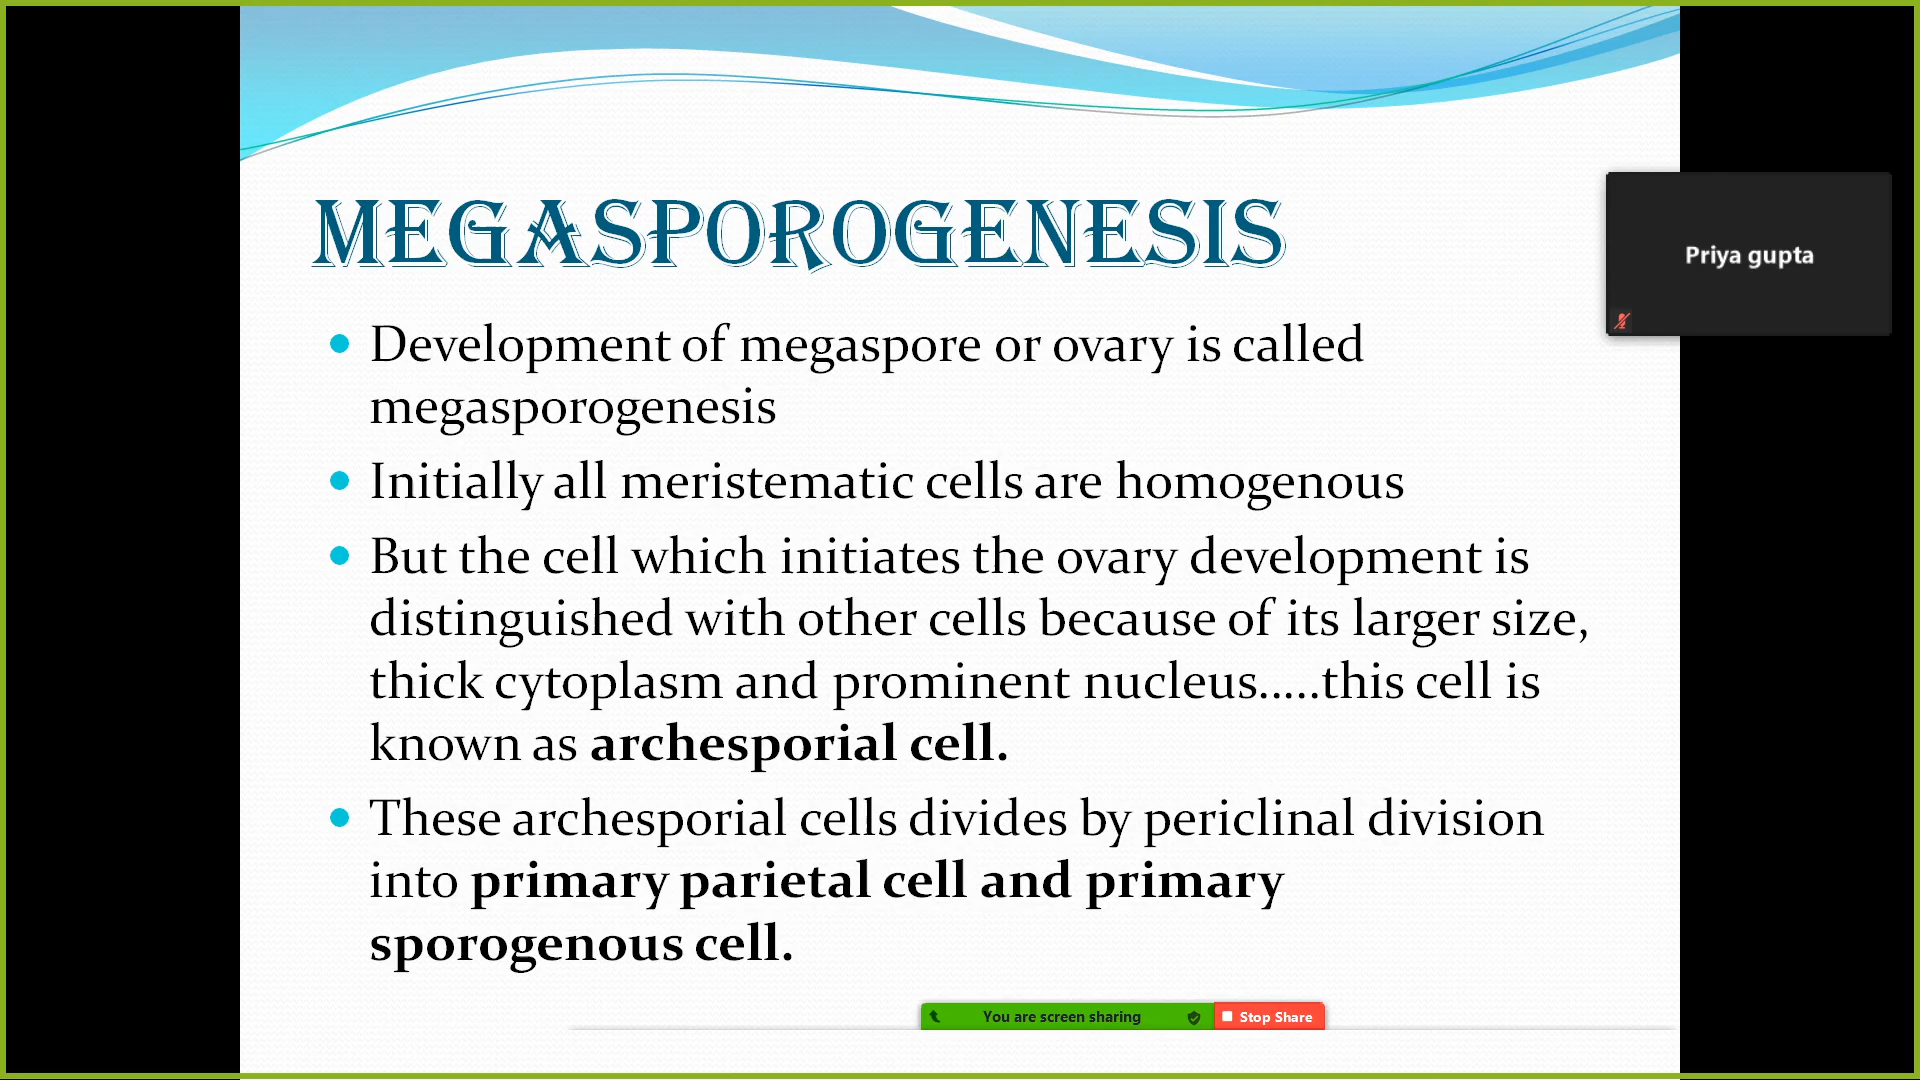 MEGASPOROGENESIS
Priya gupta
Development of megaspore or ovary is called
megasporogenesis
Initially all meristematic cells are homogenous
But the cell which initiates the ovary development is
distinguished with other cells because of its larger size,
thick cytoplasm and prominent nucleus.....this cell is
known as archesporial cell.
These archesporial cells divides by periclinal division
into primary parietal cell and primary
sporogenous cell.
You are screen sharing
Stop Share